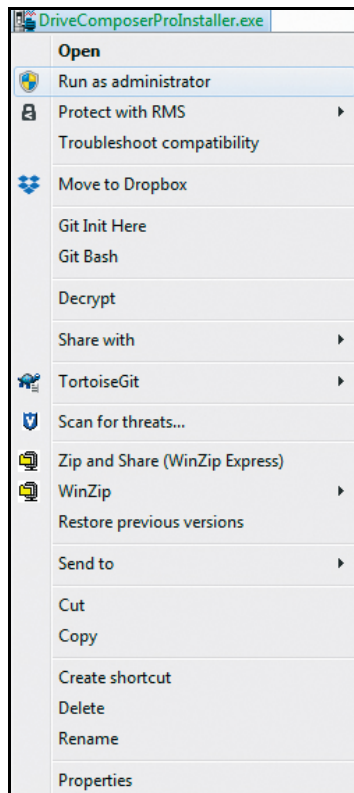 DriveComposerProInstaller.exe
Open
Run as administrator
Protect with RMS
Troubleshoot compatibility
Move to Dropbox
Git Init Here
Git Bash
Decrypt
Share with
TortoiseGit
Scan for threats...
Zip and Share (WinZip Express)
WinZip
Restore previous versions
Send to
Cut
Copy
Create shortcut
Delete
Rename
Properties